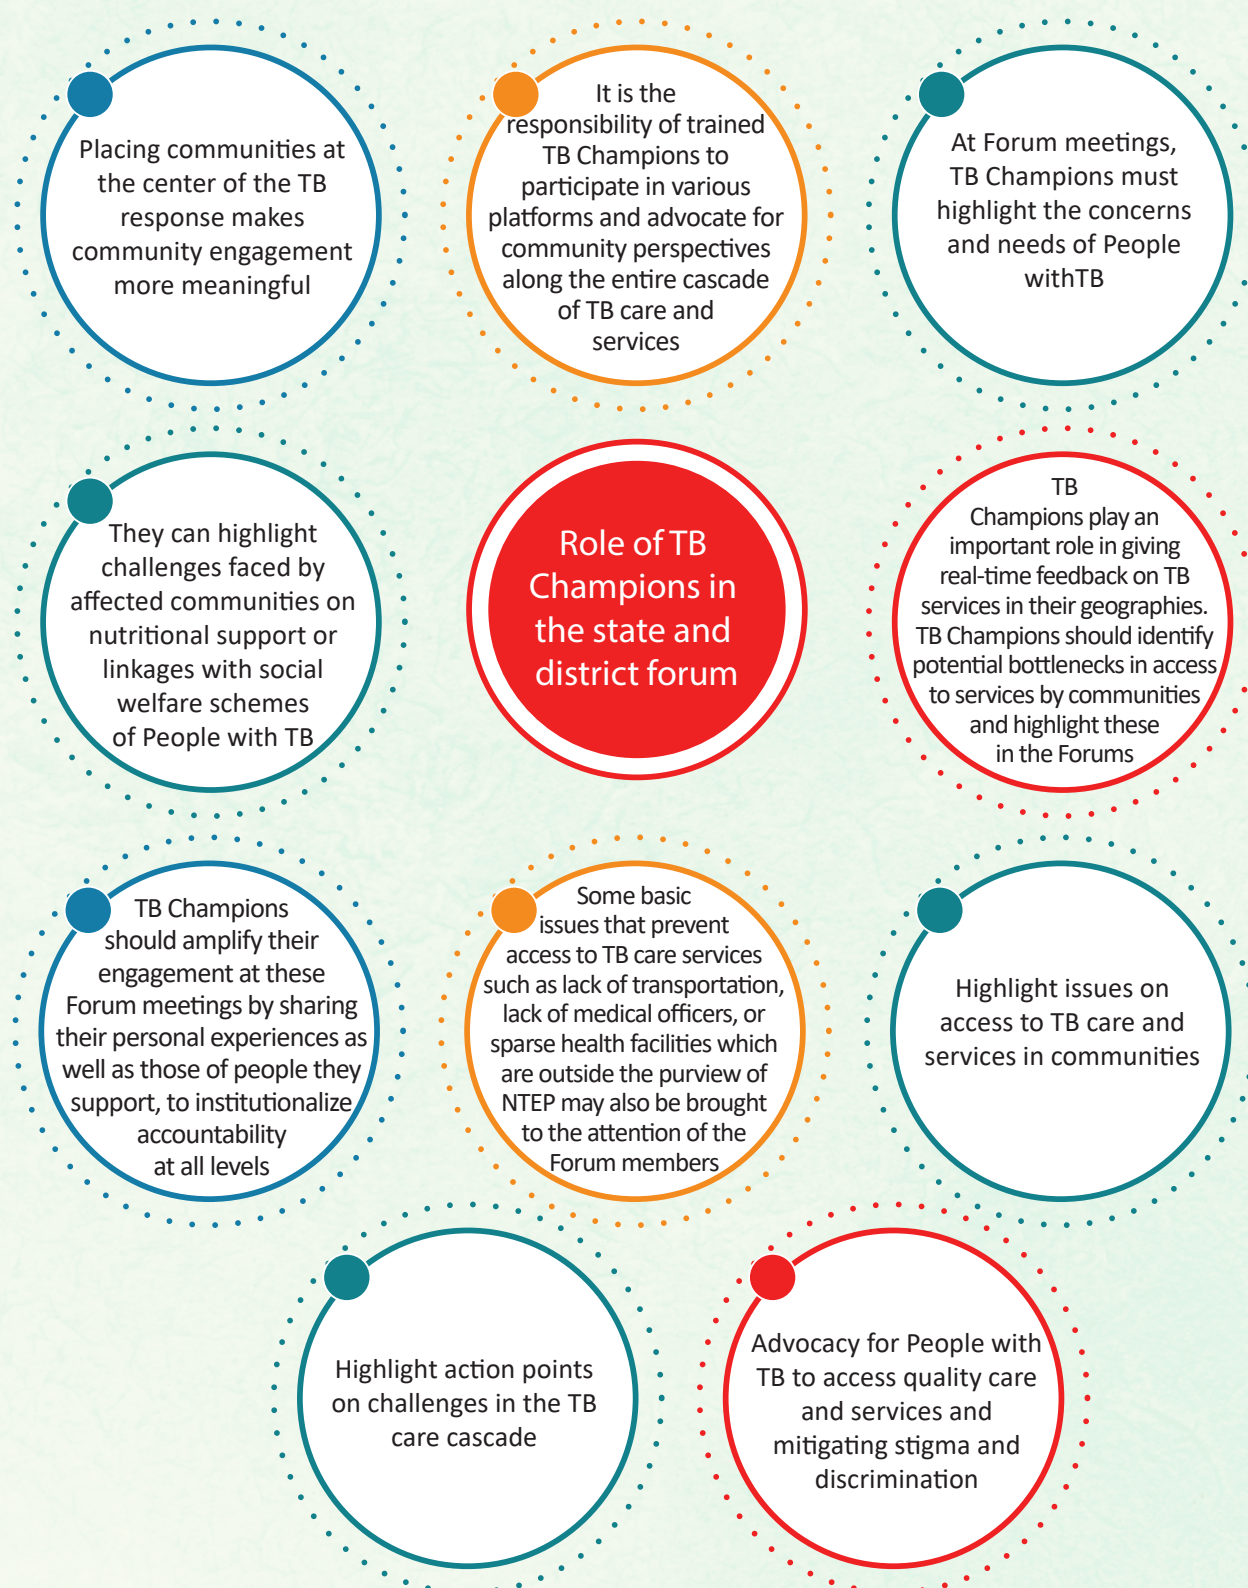 Placing communities at
the center of the TB
response makes
community engagement
more meaningful
It is the
responsibility of trained
TB Champions to
participate in various
platforms and advocate for
community perspectives
along the entire cascade
of TB care and
services
At Forum meetings,
TB Champions must
highlight the concerns
and needs of People
withTB
They can highlight
challenges faced by
affected communities on
nutritional support or
linkages with social
welfare schemes
of People with TB
Role of TB
Champions in
the state and
district forum
TB
Champions play an
important role in giving
real-time feedback on TB
services in their geographies.
TB Champions should identify
potential bottlenecks in access
to services by communities
and highlight these
in the Forums
TB Champions
should amplify their
engagement at these
Forum meetings by sharing
their personal experiences as
well as those of people they
support, to institutionalize
accountability
at all levels
Some basic
issues that prevent
access to TB care services
such as lack of transportation,
lack of medical officers, or
sparse health facilities which
are outside the purview of
NTEP may also be brought
to the attention of the
Forum members
Highlight issues on
access to TB care and
services in communities
Highlight action points
on challenges in the TB
care cascade
Advocacy for People with
TB to access quality care
and services and
mitigating stigma and
discrimination